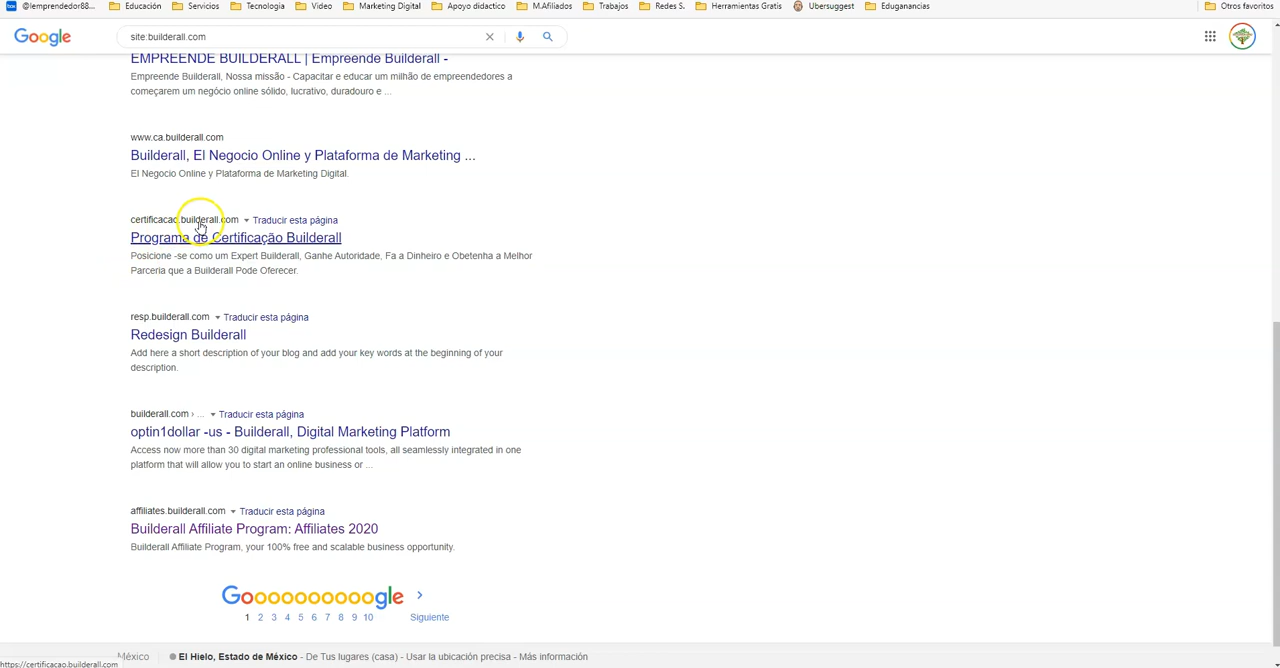 box @lemprendedor88... Educación Servicios Tecnologia Video Marketing Digital Apoyo didactico M.Afiliados Trabajos Redes S. Herramientas Gratis Ubersuggest Eduganancias Otros favoritos
Google site:builderall.com
EMPREENDE BUILDERALL | Empreende Builderall -
Empreende Builderall, Nossa missão - Capacitar e educar um milhão de empreendedores a
começarem um negócio online sólido, lucrativo, duradouro e ...
www.ca.builderall.com
Builderall, El Negocio Online y Plataforma de Marketing ...
El Negocio Online y Plataforma de Marketing Digital.
certificacao.builderall.com Traducir esta página
Programa de Certificação Builderall
Posicione -se como um Expert Builderall, Ganhe Autoridade, Fa a Dinheiro e Obetenha a Melhor
Parceria que a Builderall Pode Oferecer.
resp.builderall.com Traducir esta página
Redesign Builderall
Add here a short description of your blog and add your key words at the beginning of your
description.
builderall.com › ... Traducir esta página
optin1dollar -us - Builderall, Digital Marketing Platform
Access now more than 30 digital marketing professional tools, all seamlessly integrated in one
platform that will allow you to start an online business or ...
affiliates.builderall.com Traducir esta página
Builderall Affiliate Program: Affiliates 2020
Builderall Affiliate Program, your 100% free and scalable business opportunity.
Goooooooooogle >
1 2 3 4 5 6 7 8 9 10 Siguiente
México El Hielo, Estado de México - De Tus lugares (casa) - Usar la ubicación precisa - Más información
https://certificacao.builderall.com